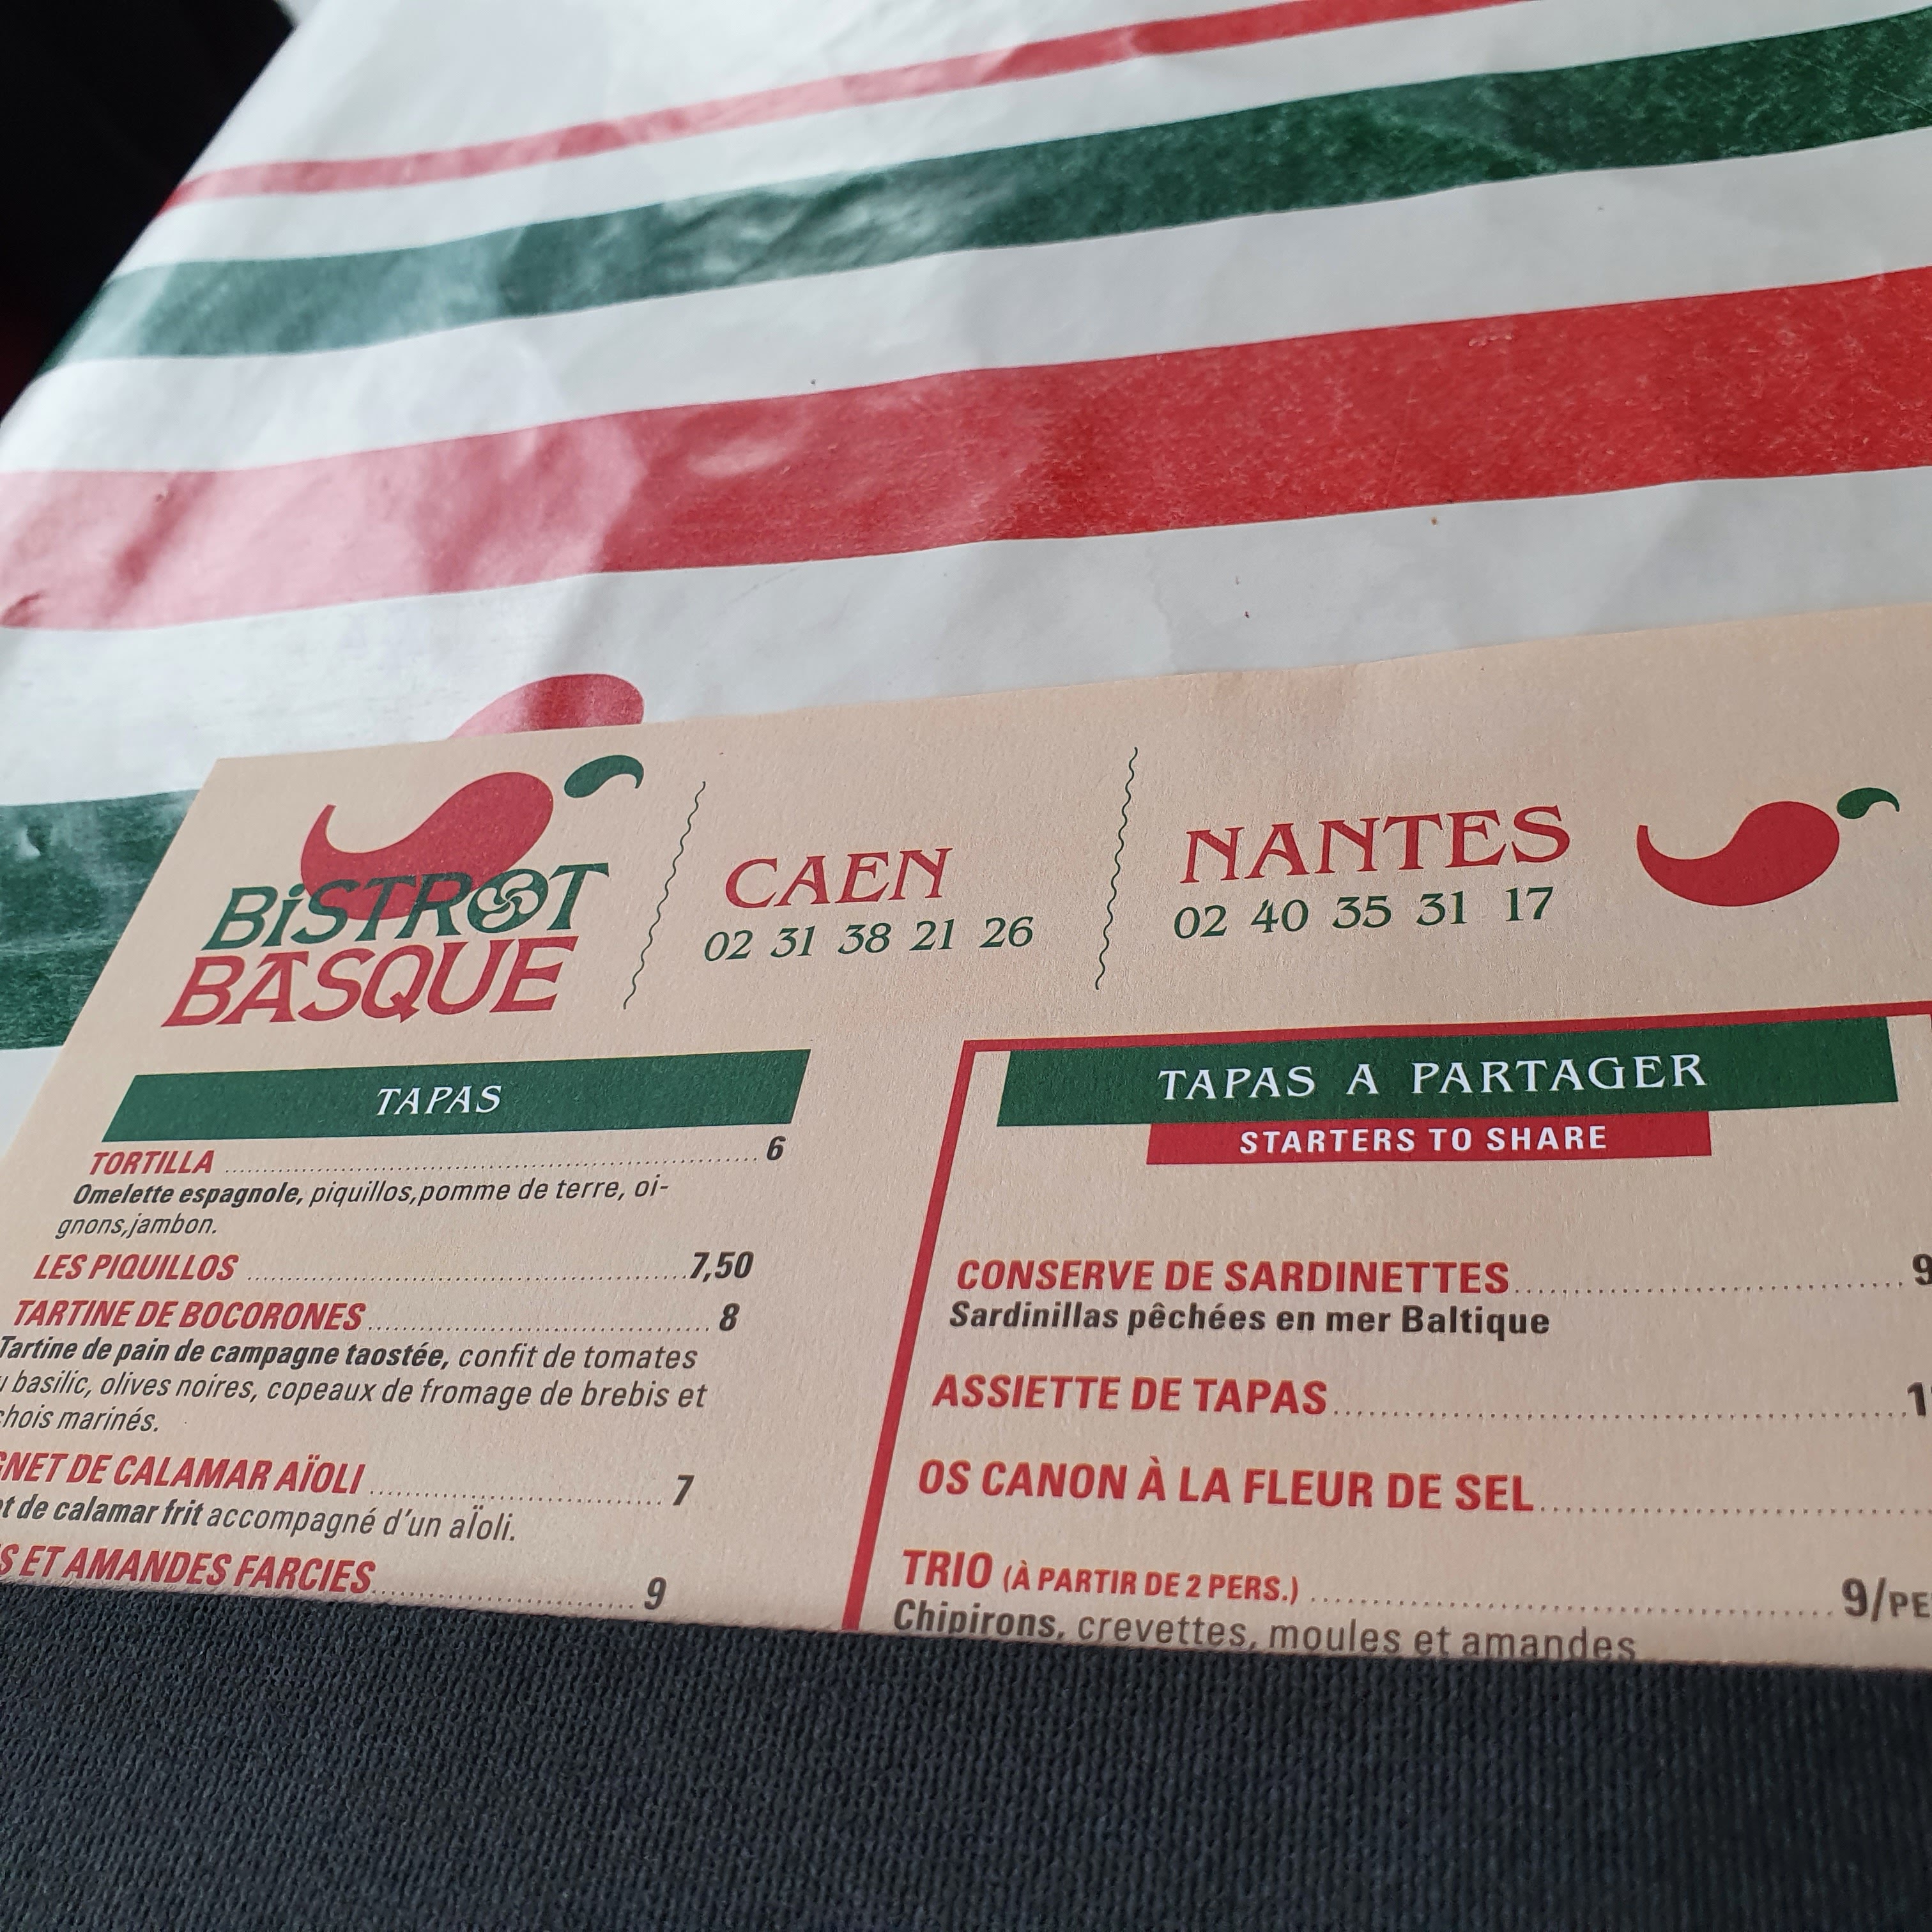 BiSTROT
BASQUE
CAEN
02 31 38 21 26
NANTES
02 40 35 31 17
TAPAS
TORTILLA 6
Omelette espagnole, piquillos,pomme de terre, oi-
gnons,jambon.
LES PIQUILLOS 7,50
TARTINE DE BOCORONES 8
Tartine de pain de campagne taostée, confit de tomates
basilic, olives noires, copeaux de fromage de brebis et
marinés.
DE CALAMAR AÏOLI 7
de calamar frit accompagné d'un aÏoli.
ET AMANDES FARCIES 9
TAPAS A PARTAGER
STARTERS TO SHARE
CONSERVE DE SARDINETTES
Sardinillas pêchées en mer Baltique
ASSIETTE DE TAPAS
OS CANON À LA FLEUR DE SEL
TRIO (À PARTIR DE 2 PERS.) 9/
Chipirons, crevettes, moules et amandes